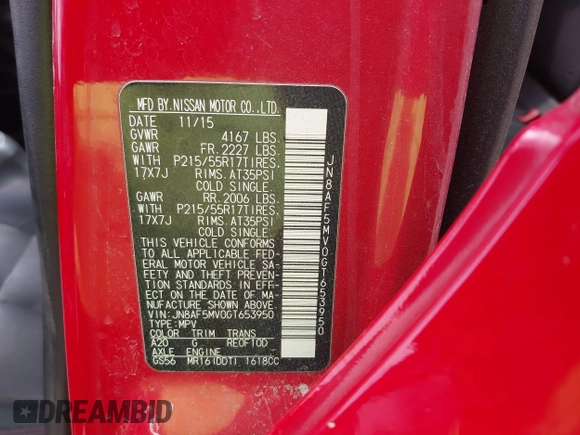 MFD BY.NISSAN MOTOR CO.,LTD.
DATE 11/15
GVWR 4167 LBS.
GAWR FR. 2227 LBS.
WITH P215/55R17TIRES,
17X7J RIMS. AT35PSI
COLD SINGLE.
GAWR RR. 2006 LBS.
WITH P215/55R17TIRES,
17X7J RIMS. AT35PSI
COLD SINGLE.
THIS VEHICLE CONFORMS
TO ALL APPLICABLE FED-
ERAL MOTOR VEHICLE SA-
FETY AND THEFT PREVEN-
TION STANDARDS IN EFF-
ECT ON THE DATE OF MA-
NUFACTURE SHOWN ABOVE.
VIN: JN8AF5MV0GT653950
TYPE:MPV
COLOR TRIM TRANS
A20 G RE0F10D
AXLE ENGINE
GS56 MR16(DDT) 1618CC
JN8AF5MV0GT653950
DREAMBID
DREAMBID.COM